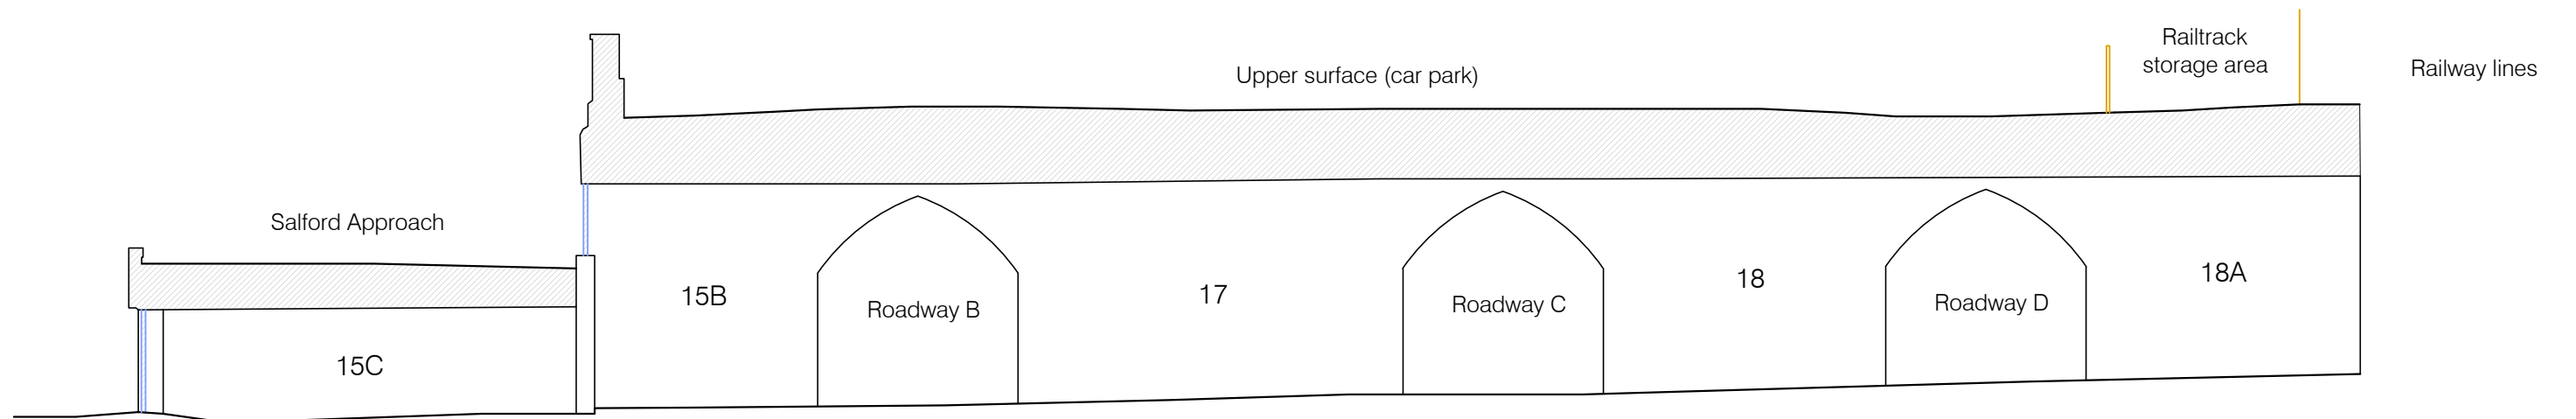 Railtrack
storage area
Railway lines
Upper surface (car park)
Salford Approach
15B
Roadway B
17
Roadway C
18
Roadway D
18A
15C